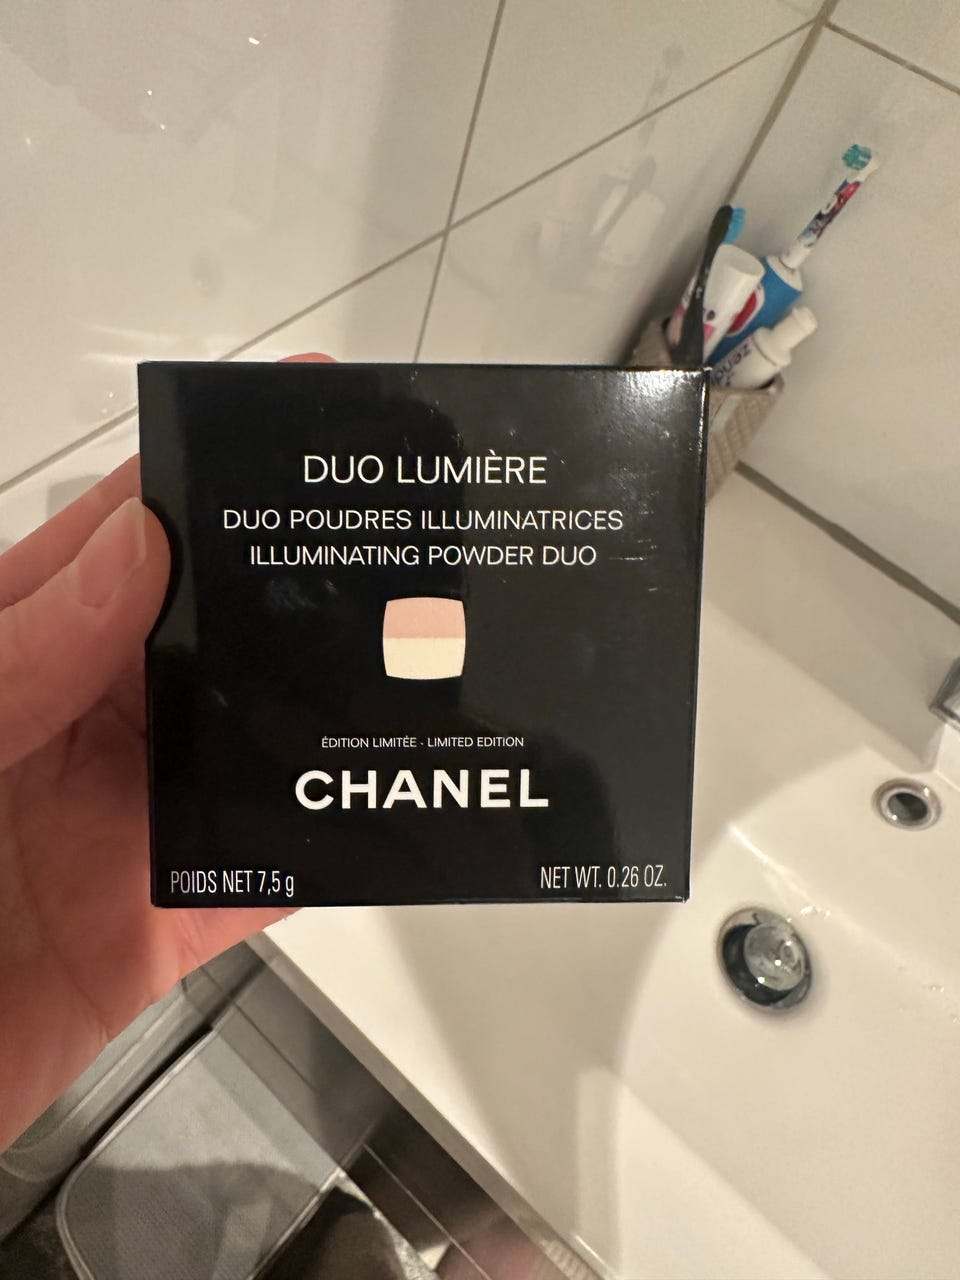 DUO LUMIÈRE
DUO POUDRES ILLUMINATRICES
ILLUMINATING POWDER DUO
ÉDITION LIMITÉE - LIMITED EDITION
CHANEL
POIDS NET 7,5 g
NET WT. 0.26 OZ.